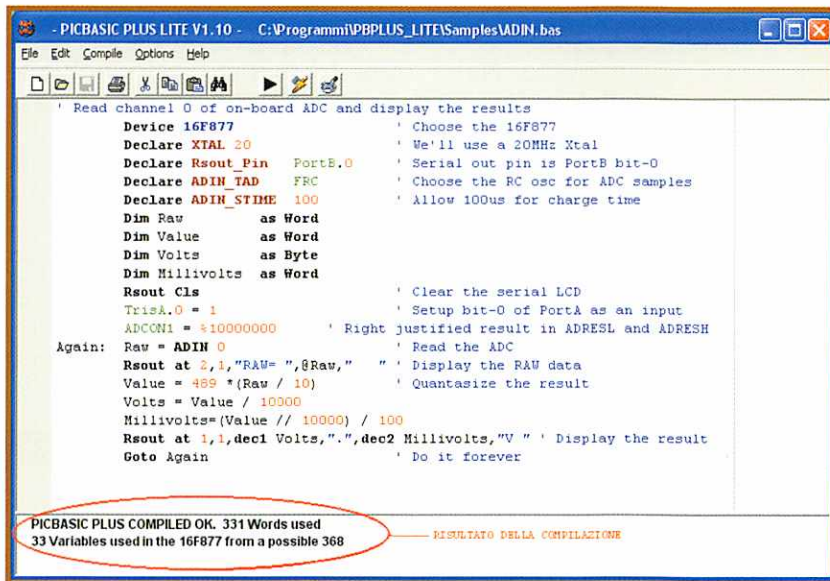 - PICBASIC PLUS LITE V1.10 - C:\Programmi\PBPLUS_LITE\Samples\ADIN.bas
File Edit Compile Options Help
' Read channel 0 of on-board ADC and display the results
Device 16F877 ' Choose the 16F877
Declare XTAL 20 ' We'll use a 20MHz Xtal
Declare Rsout_Pin PortB.0 ' Serial out pin is PortB bit-0
Declare ADIN_TAD FRC ' Choose the RC osc for ADC samples
Declare ADIN_STIME 100 ' Allow 100us for charge time
Dim Raw as Word
Dim Value as Word
Dim Volts as Byte
Dim Millivolts as Word
Rsout Cls ' Clear the serial LCD
TrisA.0 = 1 ' Setup bit-0 of PortA as an input
ADCON1 = %10000000 ' Right justified result in ADRESL and ADRESH
Again: Raw = ADIN 0 ' Read the ADC
Rsout at 2,1,"RAW= ",@Raw,"   " ' Display the RAW data
Value = 489 *(Raw / 10) ' Quantasize the result
Volts = Value / 10000
Millivolts=(Value // 10000) / 100
Rsout at 1,1,dec1 Volts,".",dec2 Millivolts,"V " ' Display the result
Goto Again ' Do it forever
PICBASIC PLUS COMPILED OK. 331 Words used
33 Variables used in the 16F877 from a possible 368
RISULTATO DELLA COMPILAZIONE